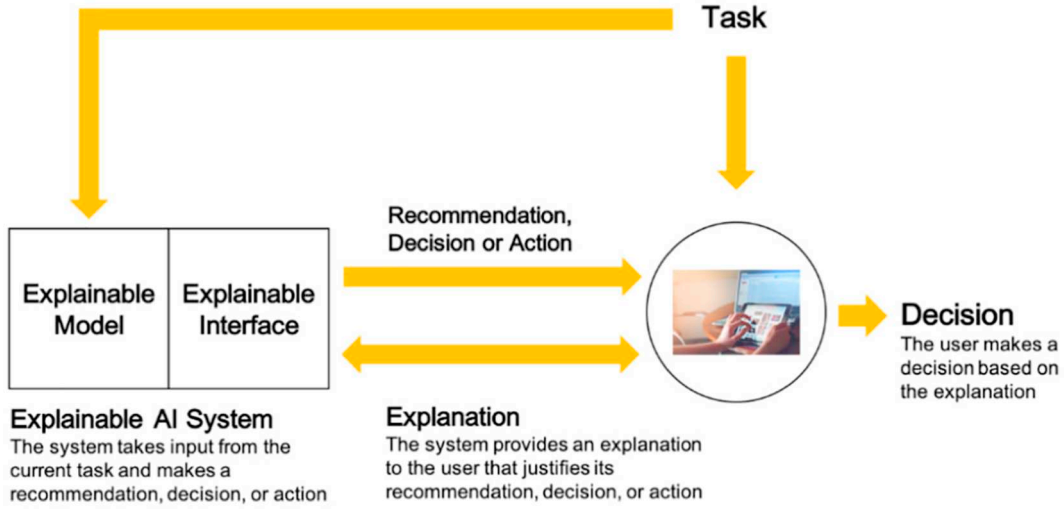 Task
Recommendation,
Decision or Action
Explainable
Model
Explainable
Interface
Decision
The user makes a
decision based on
the explanation
Explainable AI System
The system takes input from the
current task and makes a
recommendation, decision, or action
Explanation
The system provides an explanation
to the user that justifies its
recommendation, decision, or action